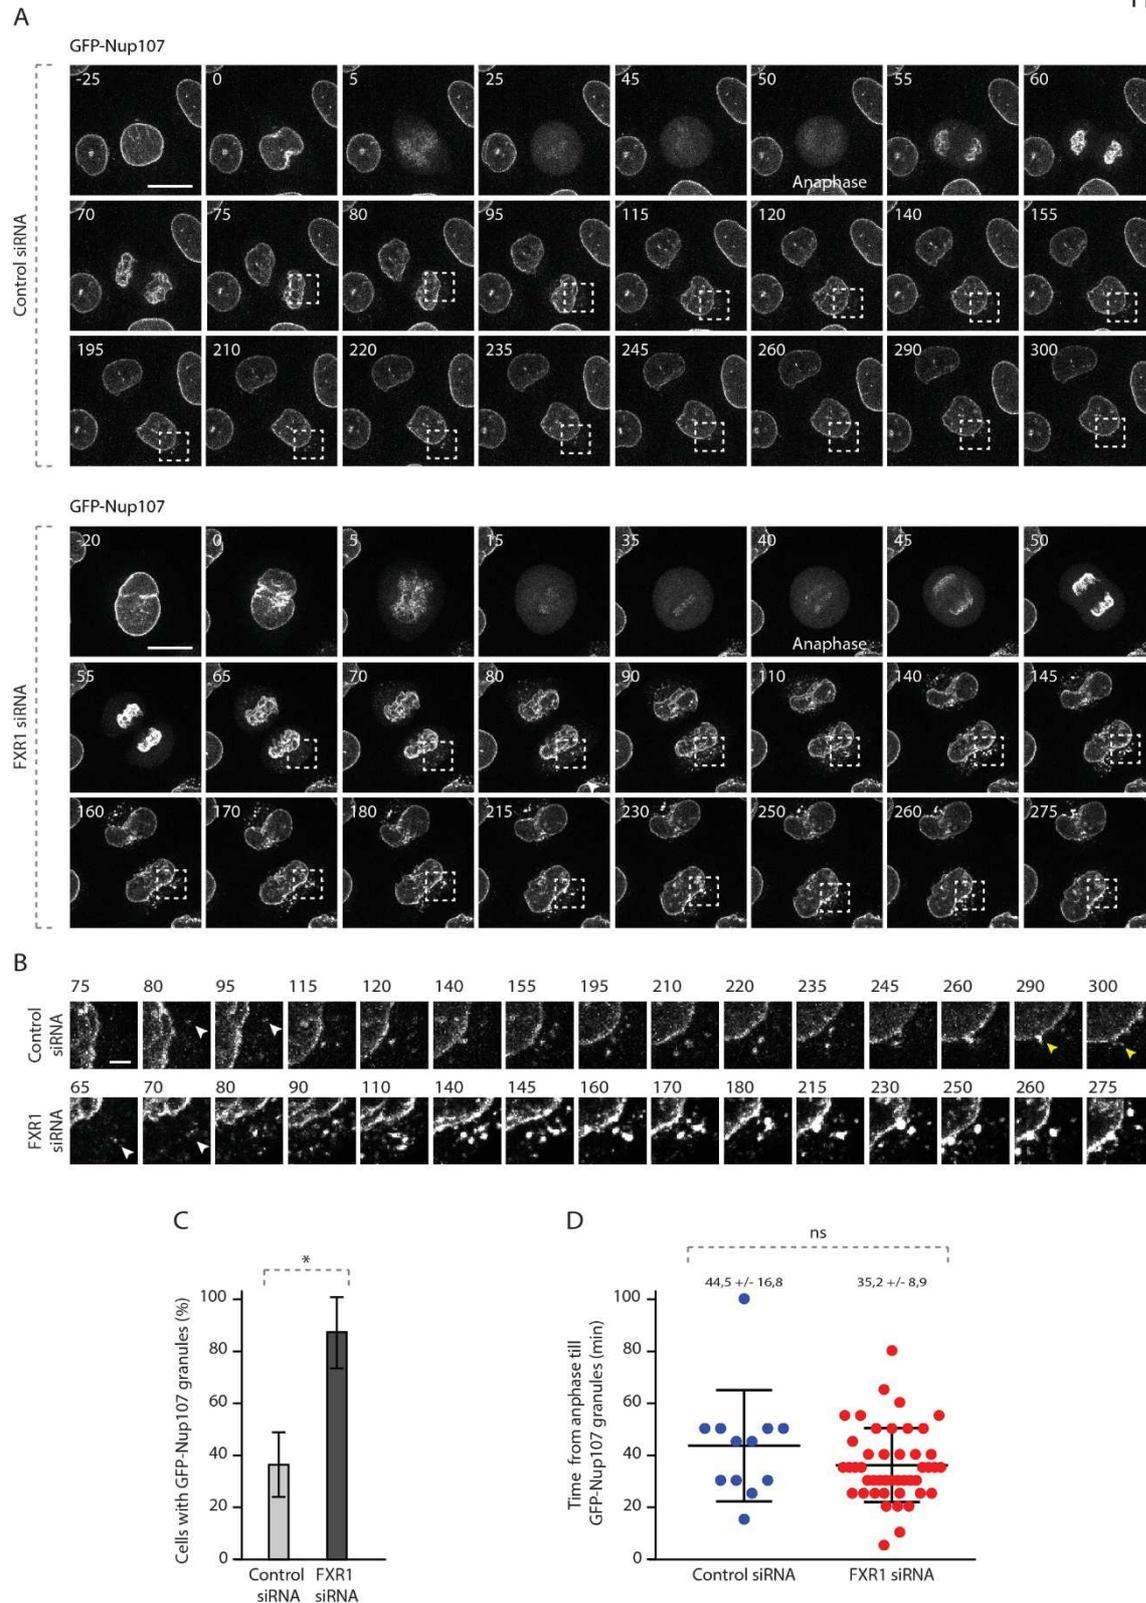 A
GFP-Nup107
Control siRNA
-25 0 5 25 45 50 55 60
Anaphase
70 75 80 95 115 120 140 155
195 210 220 235 245 260 290 300
GFP-Nup107
FXR1 siRNA
-20 0 5 15 35 40 45 50
Anaphase
55 65 70 80 90 110 140 145
160 170 180 215 230 250 260 275
B
75 80 95 115 120 140 155 195 210 220 235 245 260 290 300
Control
siRNA
65 70 80 90 110 140 145 160 170 180 215 230 250 260 275
FXR1
siRNA
C
*
Cells with GFP-Nup107 granules (%)
100
80
60
40
20
0
Control
siRNA
FXR1
siRNA
D
ns
44,5 +/- 16,8 35,2 +/- 8,9
Time from anphase till
GFP-Nup107 granules (min)
100
80
60
40
20
0
Control siRNA FXR1 siRNA